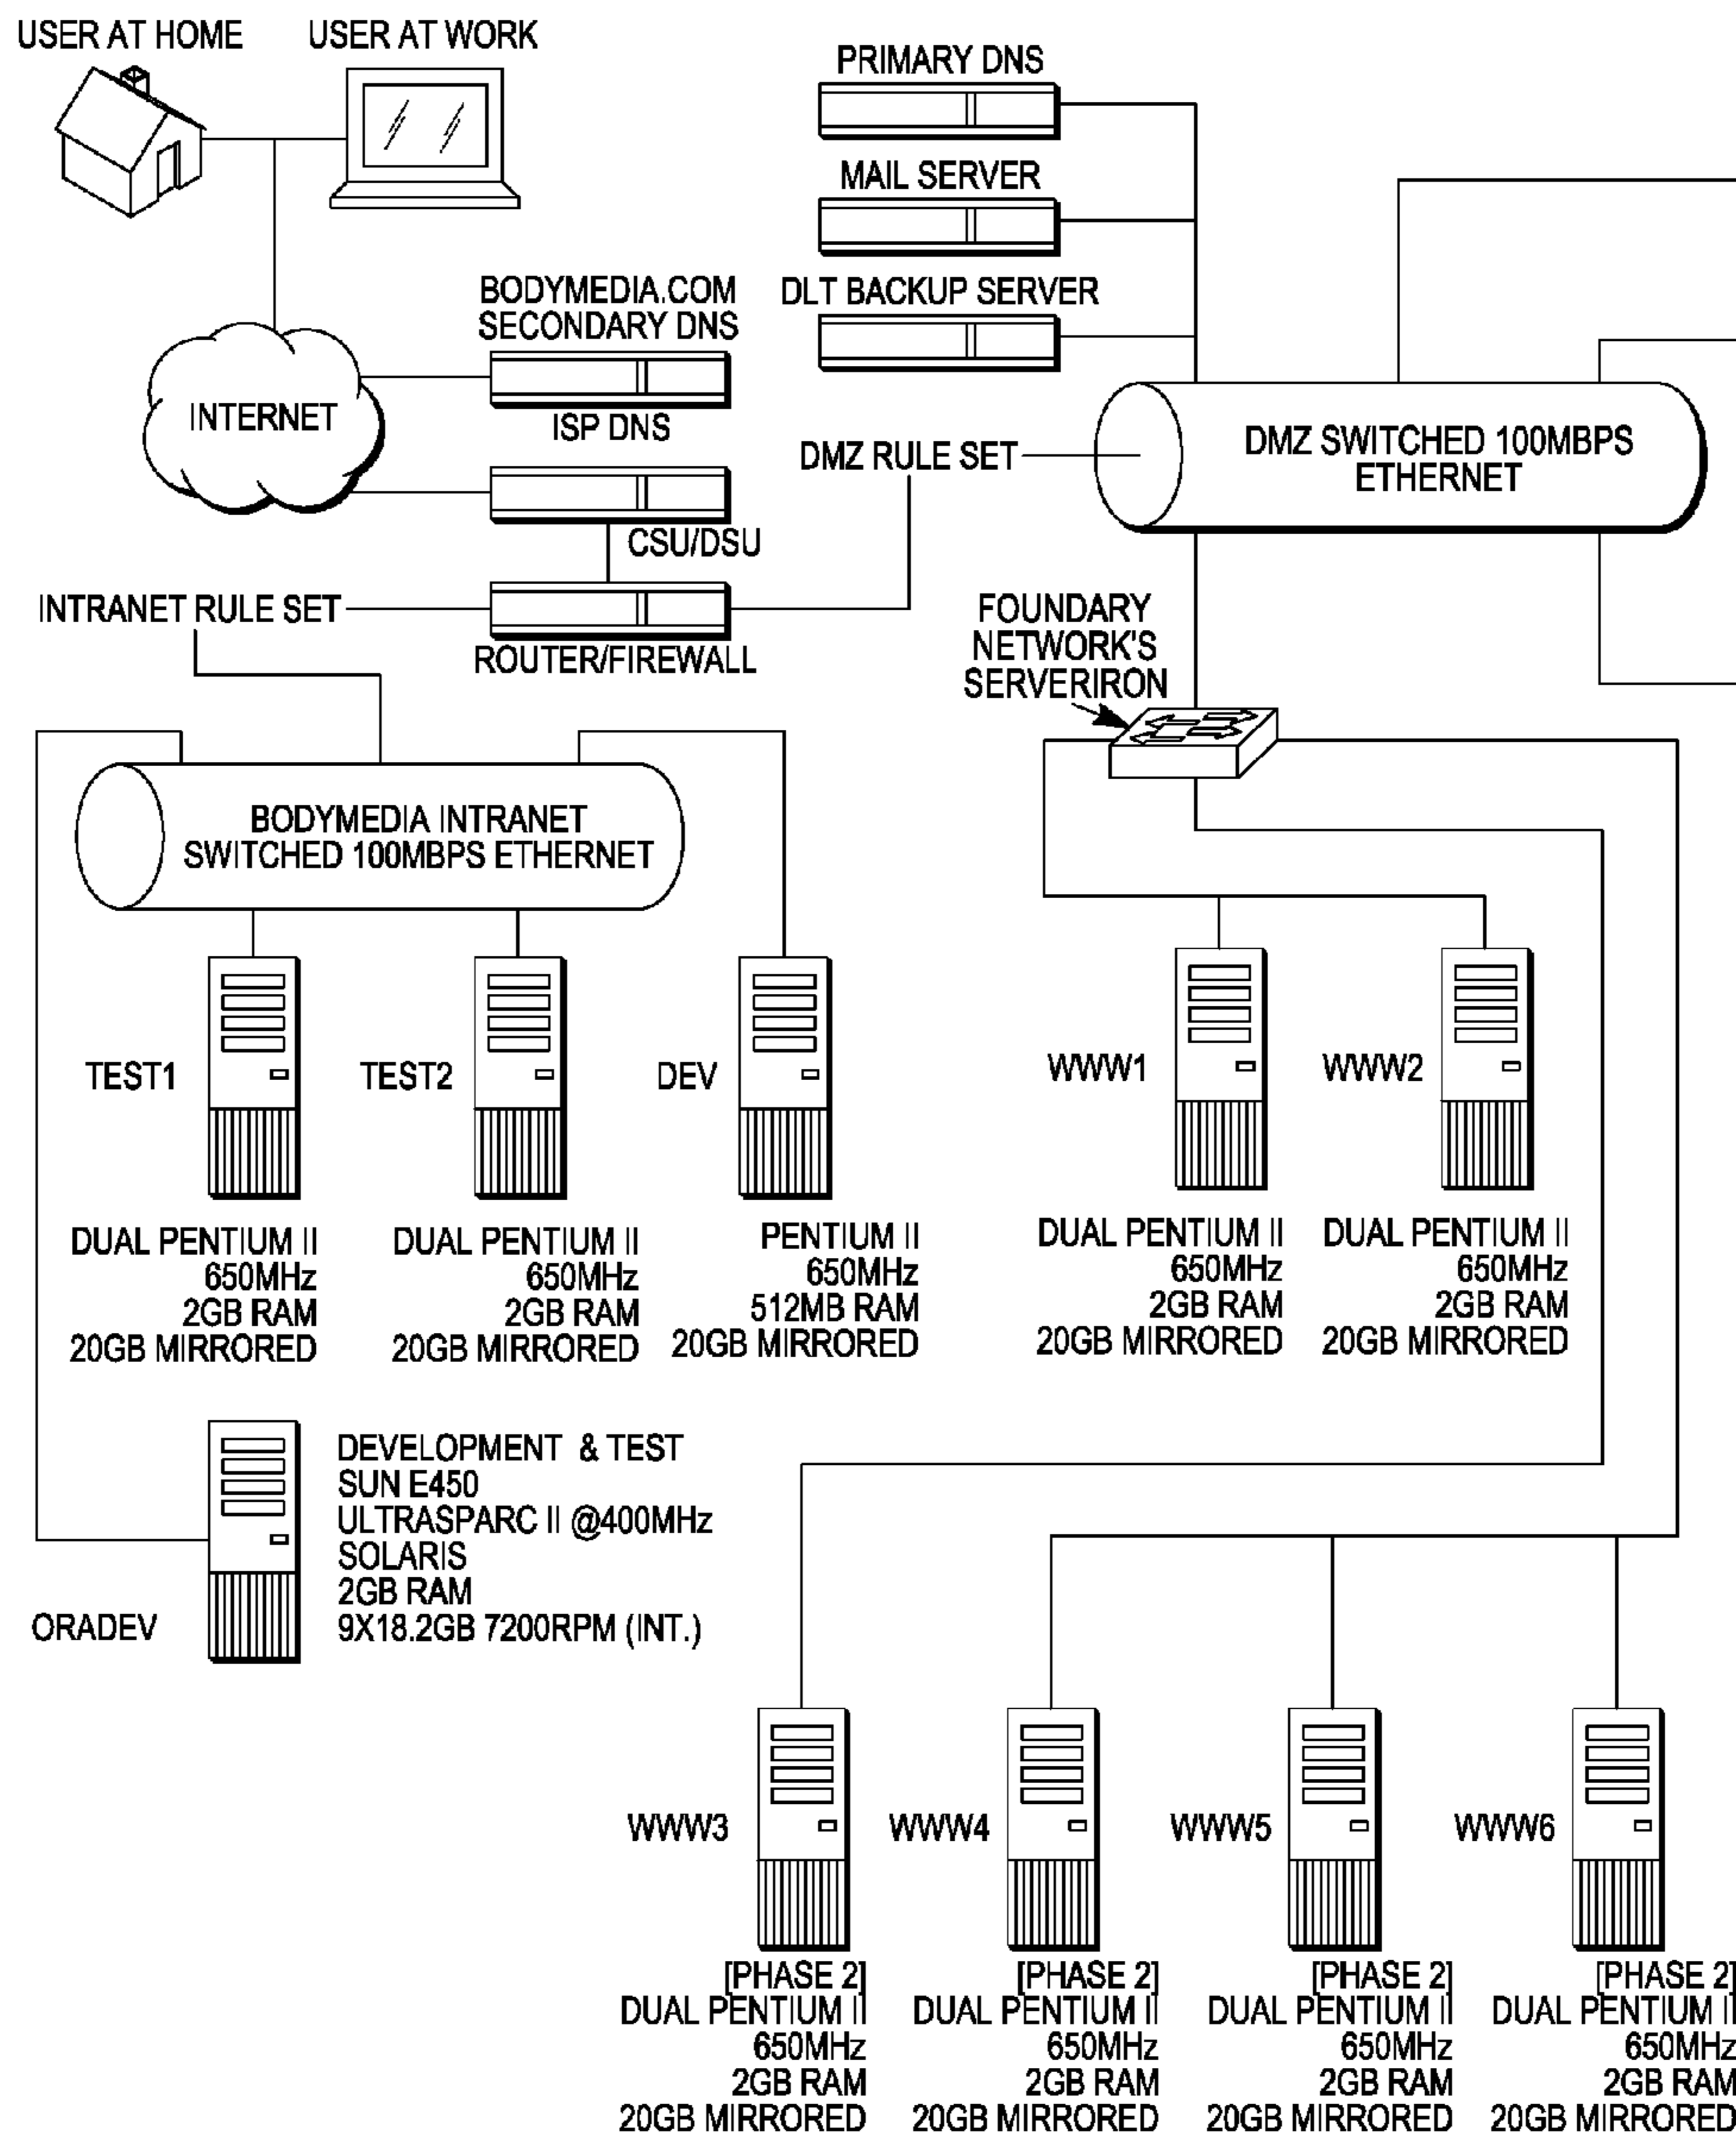 USER AT HOME
USER AT WORK
PRIMARY DNS
MAIL SERVER
DLT BACKUP SERVER
BODYMEDIA.COM
SECONDARY DNS
ISP DNS
INTERNET
CSU/DSU
DMZ RULE SET
DMZ SWITCHED 100MBPS
ETHERNET
INTRANET RULE SET
ROUTER/FIREWALL
FOUNDARY
NETWORK'S
SERVERIRON
BODYMEDIA INTRANET
SWITCHED 100MBPS ETHERNET
TEST1
TEST2
DEV
WWW1
WWW2
DUAL PENTIUM II
650MHz
2GB RAM
20GB MIRRORED
DUAL PENTIUM II
650MHz
2GB RAM
20GB MIRRORED
PENTIUM II
650MHz
512MB RAM
20GB MIRRORED
DUAL PENTIUM II
650MHz
2GB RAM
20GB MIRRORED
DUAL PENTIUM II
650MHz
2GB RAM
20GB MIRRORED
ORADEV
DEVELOPMENT & TEST
SUN E450
ULTRASPARC II @400MHz
SOLARIS
2GB RAM
9X18.2GB 7200RPM (INT.)
WWW3
WWW4
WWW5
WWW6
[PHASE 2]
DUAL PENTIUM II
650MHz
2GB RAM
20GB MIRRORED
[PHASE 2]
DUAL PENTIUM II
650MHz
2GB RAM
20GB MIRRORED
[PHASE 2]
DUAL PENTIUM II
650MHz
2GB RAM
20GB MIRRORED
[PHASE 2]
DUAL PENTIUM II
650MHz
2GB RAM
20GB MIRRORED